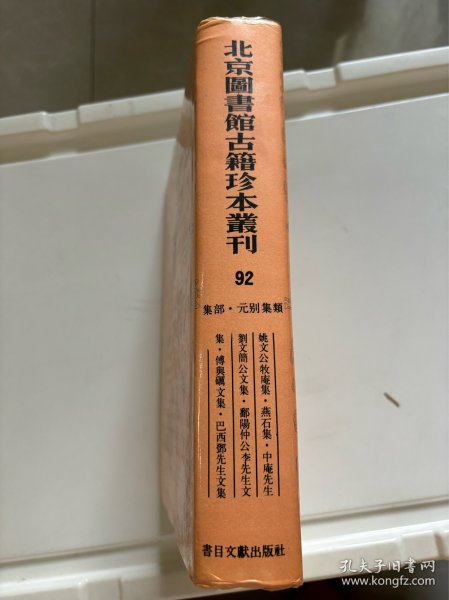 北京圖書館古籍珍本叢刊
92
集部・元别集類
姚文公牧庵集・燕石集・中庵先生
劉文簡公文集・鄱陽仲公李先生文
集・傅與礪文集・巴西鄧先生文集
書目文獻出版社
孔夫子旧书网
www.kongfz.com